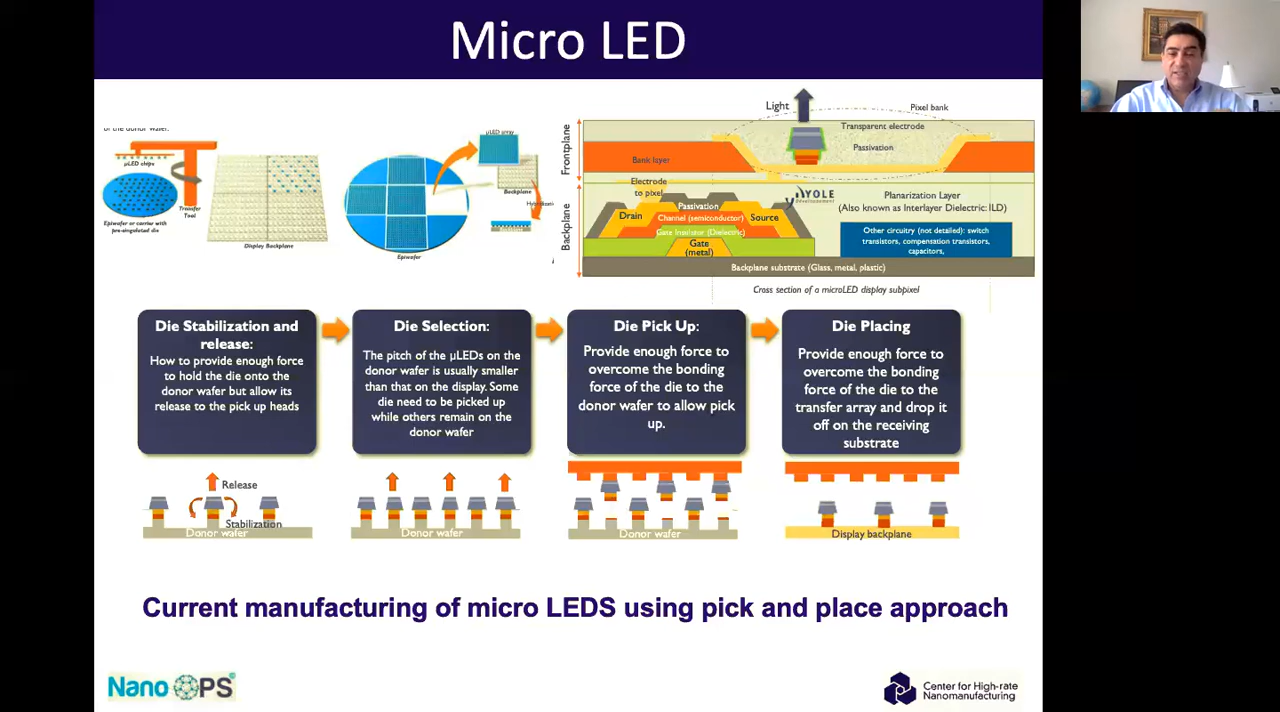 Micro LED
of the donor wafer.
µLED chips
Transfer
Tool
Epiwafer or carrier with
pre-singulated die
Display Backplane
µLED array
Backplane
Epiwafer
Frontplane
Backplane
Light
Pixel bank
Transparent electrode
Passivation
Bank layer
Electrode
to pixel
YOLE
Développement
Planarization Layer
(Also known as Interlayer Dielectric: ILD)
Passivation
Drain
Channel (semiconductor)
Source
Gate Insulator (Dielectric)
Gate
(metal)
Other circuitry (not detailed): switch
transistors, compensation transistors,
capacitors,
Backplane substrate (Glass, metal, plastic)
Cross section of a microLED display subpixel
Die Stabilization and
release:
How to provide enough force
to hold the die onto the
donor wafer but allow its
release to the pick up heads
Die Selection:
The pitch of the µLEDs on the
donor wafer is usually smaller
than that on the display. Some
die need to be picked up
while others remain on the
donor wafer
Die Pick Up:
Provide enough force to
overcome the bonding
force of the die to the
donor wafer to allow pick
up.
Die Placing
Provide enough force to
overcome the bonding
force of the die to the
transfer array and drop it
off on the receiving
substrate
Release
Stabilization
Donor wafer
Donor wafer
Donor wafer
Display backplane
Current manufacturing of micro LEDS using pick and place approach
Nano OPS
Center for High-rate
Nanomanufacturing